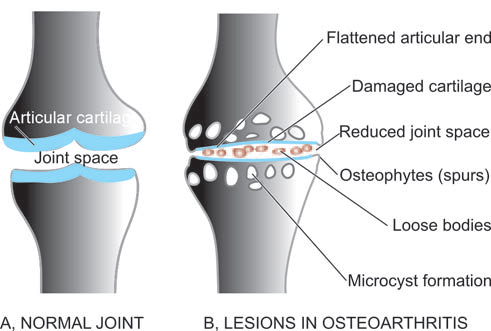 Articular cartilage
Joint space
Flattened articular end
Damaged cartilage
Reduced joint space
Osteophytes (spurs)
Loose bodies
Microcyst formation
A, NORMAL JOINT
B, LESIONS IN OSTEOARTHRITIS